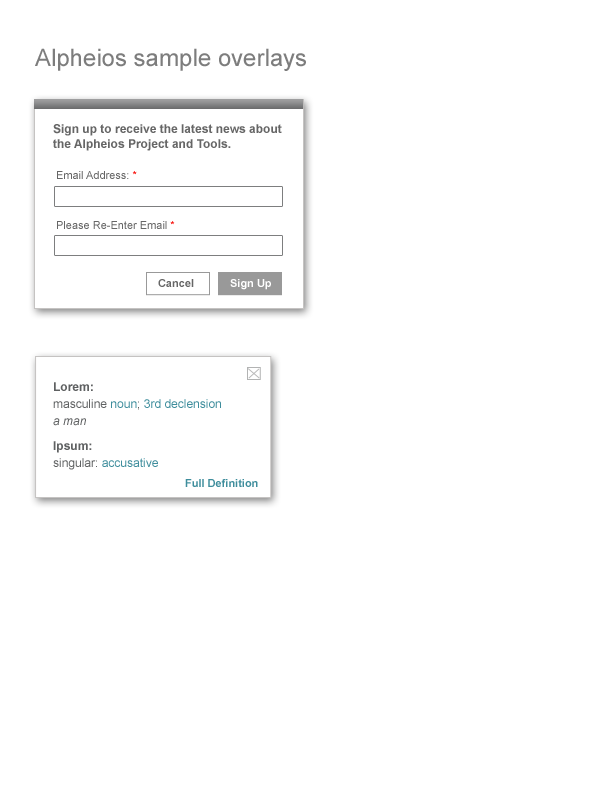 Alpheios sample overlays
Sign up to receive the latest news about
the Alpheios Project and Tools.
Email Address: *
Please Re-Enter Email *
Cancel Sign Up
Lorem:
masculine noun; 3rd declension
a man
Ipsum:
singular: accusative
Full Definition